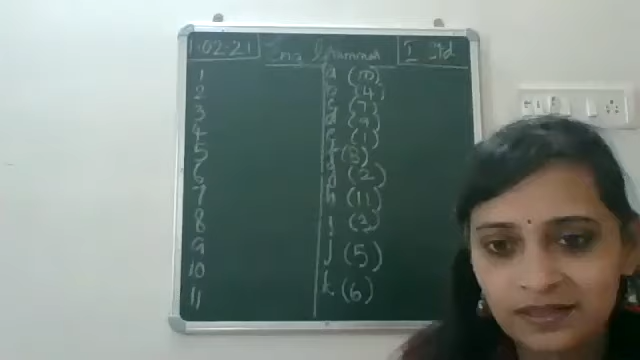 1.02.21 Eng Grammar I Std
1 a (10)
2 b (4)
3 c (7)
4 d (9)
5 e (1)
6 f (8)
7 g (2)
8 h (11)
9 i (3)
10 j (5)
11 k (6)